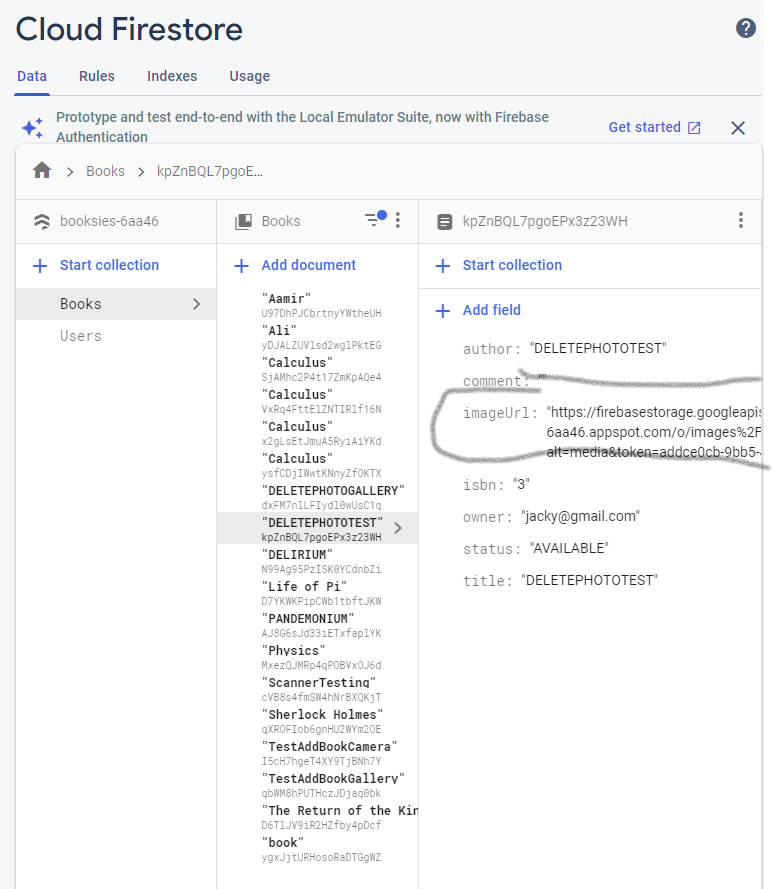 Cloud Firestore
Data Rules Indexes Usage
Prototype and test end-to-end with the Local Emulator Suite, now with Firebase
Authentication
Get started
Books kpZnBQL7pgoE…
booksies-6aa46
Start collection
Books
Users
Books
Add document
"Aamir"
U97DhPJCbrtnyYWtheUH
"Ali"
yDJALZUVlsd2wglPktEG
"Calculus"
SjAMhc2P4t17ZmKpAQe4
"Calculus"
VxRq4FttElZNTIRlf16N
"Calculus"
x2gLsEtJmuA5RyiAiYKd
"Calculus"
ysfCDjIWwtKNnyZfOKTX
"DELETEPHOTOGALLERY"
dxFM7nlLFIydl0wUsC1q
"DELETEPHOTOTEST"
kpZnBQL7pgoEPx3z23WH
"DELIRIUM"
N99Ag95PzISK0YCdnbZi
"Life of Pi"
D7YKWKPipCWb1tbftJKW
"PANDEMONIUM"
AJ8G6sJd33iETxfaplYK
"Physics"
MxezQJMRp4qPOBVxOJ6d
"ScannerTesting"
cVB8s4fmSW4hNrBXQKjT
"Sherlock Holmes"
qXROFIob6gnHU2WYm2OE
"TestAddBookCamera"
I5cH7hgeT4XY9TjBNh7Y
"TestAddBookGallery"
qbWM8hPUTHczJDjaq0bk
"The Return of the Kin
D6TlJV9iR2HZfby4pDcf
"book"
ygxJjtURHosoRaDTGgWZ
kpZnBQL7pgoEPx3z23WH
Start collection
Add field
author: "DELETEPHOTOTEST"
comment: ""
imageUrl: "https://firebasestorage.googleapis
6aa46.appspot.com/o/images%2F
alt=media&token=addce0cb-9bb5-
isbn: "3"
owner: "jacky@gmail.com"
status: "AVAILABLE"
title: "DELETEPHOTOTEST"